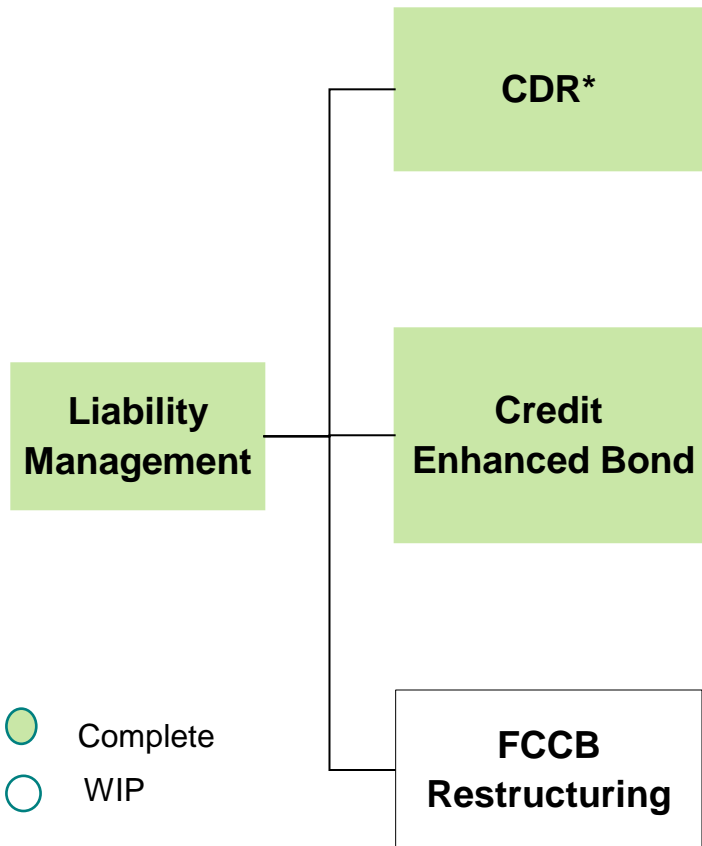 CDR*
Liability
Management
Credit
Enhanced Bond
FCCB
Restructuring
Complete
WIP